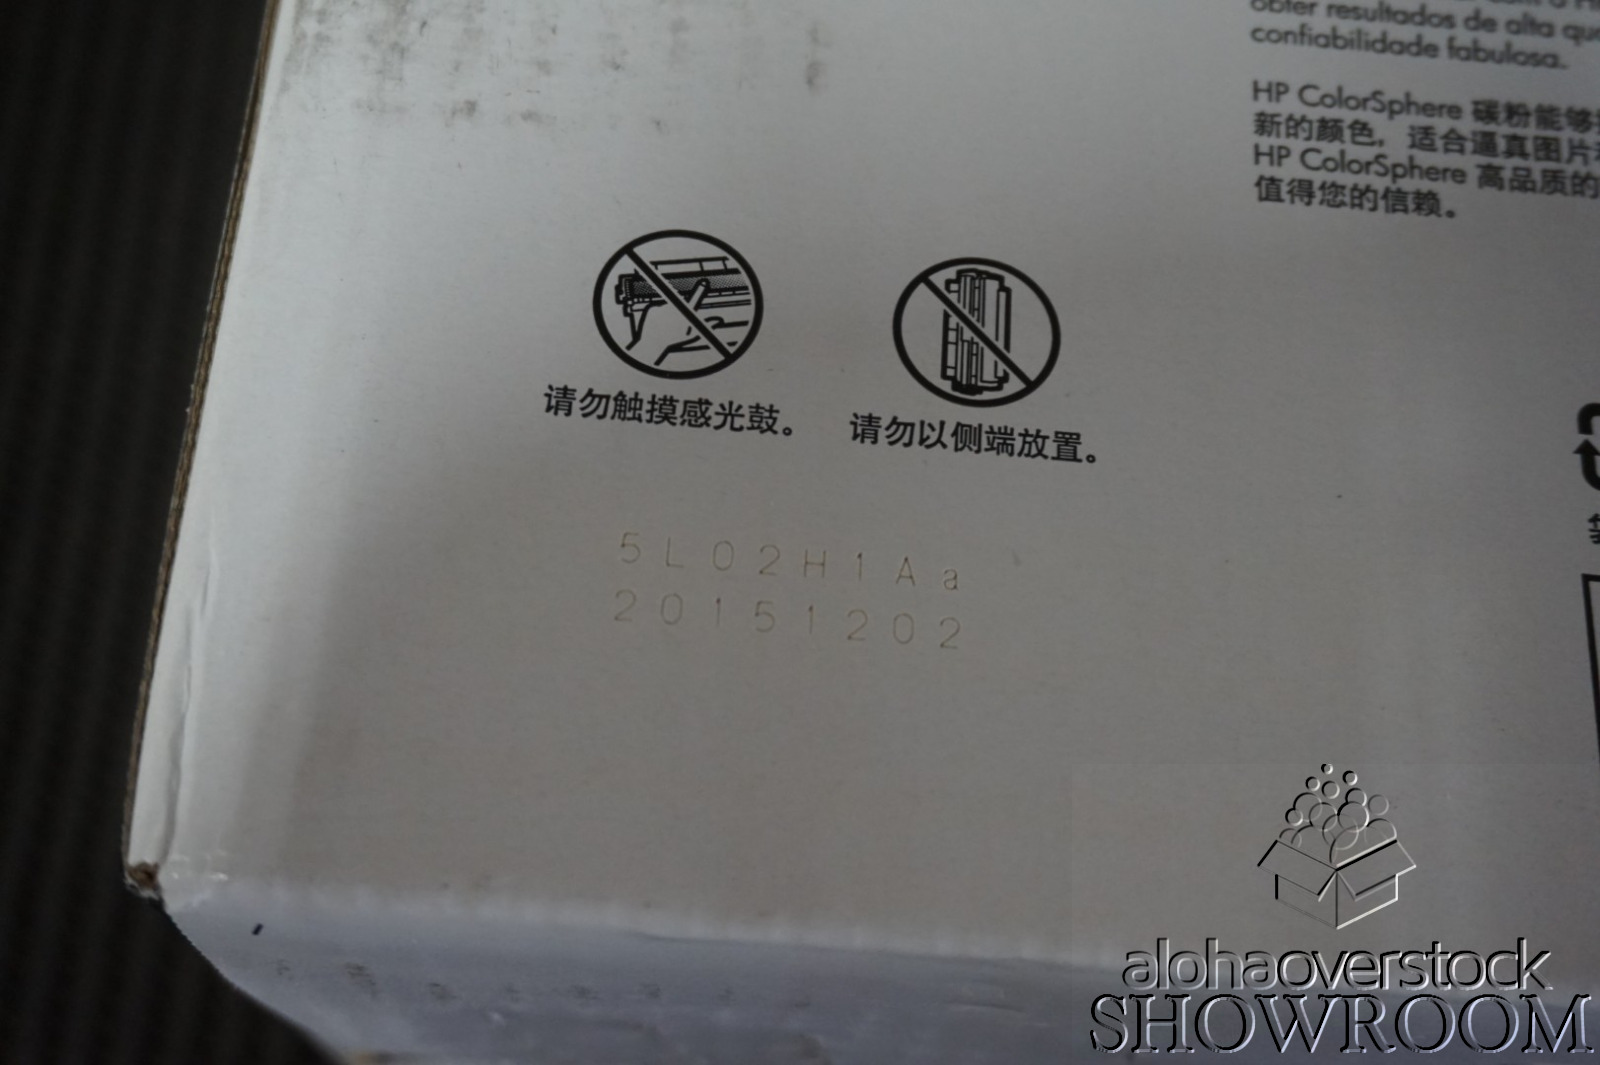 obter resultados de alta
confiabilidade fabulosa.
HP ColorSphere 碳粉能够
新的颜色，适合逼真图片
HP ColorSphere 高品质的
值得您的信赖。
请勿触摸感光鼓。
请勿以侧端放置。
5L02H1Aa
20151202
alohaoverstock
SHOWROOM